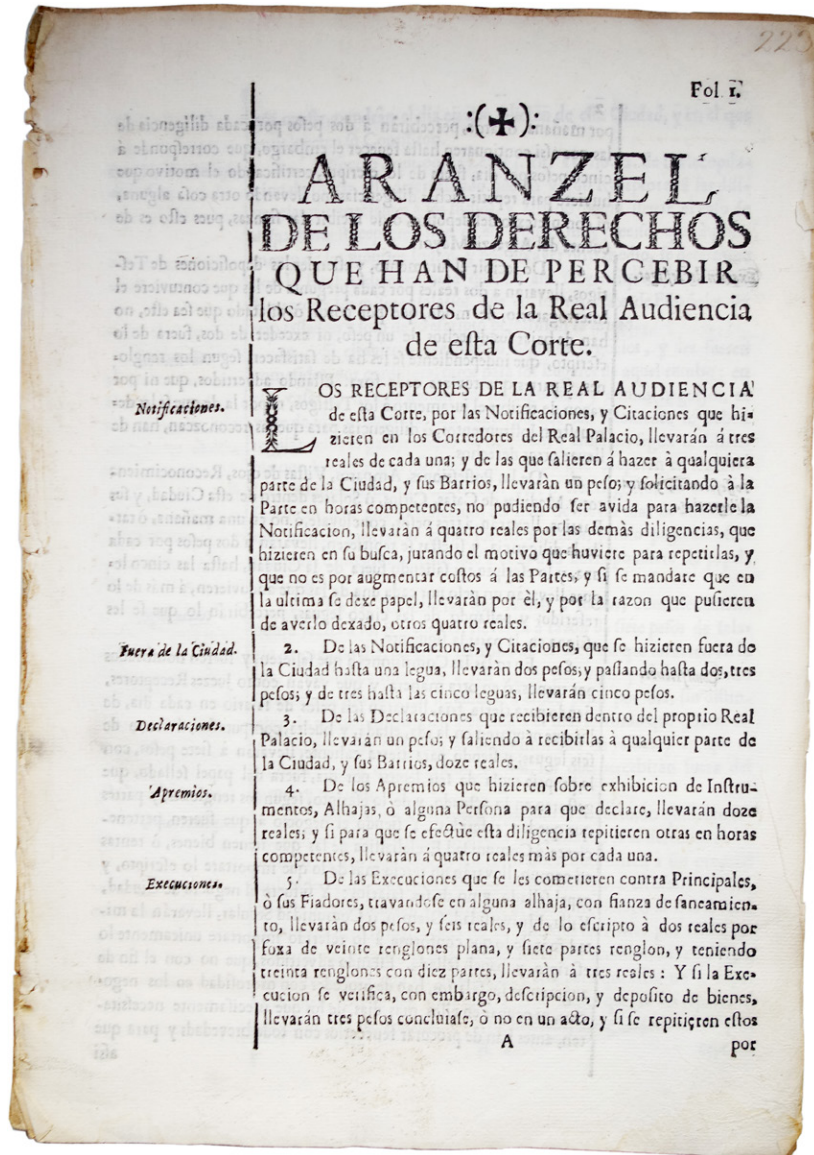 223
Fol. 1.
:(✠):
ARANZEL
DE LOS DERECHOS
QUE HAN DE PERCEBIR
los Receptores de la Real Audiencia
de eſta Corte.
Notificaciones.
LOS RECEPTORES DE LA REAL AUDIENCIA
de eſta Corte, por las Notificaciones, y Citaciones que hi-
zieren en los Corredores del Real Palacio, llevarán á tres
reales de cada una; y de las que ſalieren á hazer à qualquiera
parte de la Ciudad, y ſus Barrios, llevaràn un peſo; y ſolicitando à la
Parte en horas competentes, no pudiendo ſer avida para hazerle la
Notificacion, llevarán á quatro reales por las demàs diligencias, que
hizieren en ſu buſca, jurando el motivo que huviere para repetirlas, y
que no es por augmentar coſtos á las Partes, y ſi ſe mandare que en
la ultima ſe dexe papel, llevaràn por èl, y por la razon que puſieren
de averlo dexado, otros quatro reales.
Fuera de la Ciudad.
2. De las Notificaciones, y Citaciones, que ſe hizieren fuera de
la Ciudad haſta una legua, llevaràn dos peſos, y paſſando haſta dos, tres
peſos; y de tres haſta las cinco leguas, llevarán cinco peſos.
Declaraciones.
3. De las Declaraciones que recibieren dentro del proprio Real
Palacio, llevaràn un peſo; y ſaliendo à recibirlas à qualquier parte de
la Ciudad, y ſus Barrios, doze reales.
Apremios.
4. De los Apremios que hizieren ſobre exhibicion de Inſtru-
mentos, Alhajas, ò alguna Perſona para que declare, llevarán doze
reales; y ſi para que ſe efectùe eſta diligencia repitieren otras en horas
competentes, llevaràn á quatro reales màs por cada una.
Execuciones.
5. De las Execuciones que ſe les cometieren contra Principales,
ò ſus Fiadores, travandoſe en alguna alhaja, con fianza de ſaneamien-
to, llevaràn dos peſos, y ſeis reales, y de lo eſcripto à dos reales por
foxa de veinte renglones plana, y ſiete partes renglon, y teniendo
treinta renglones con diez partes, llevaràn à tres reales : Y ſi la Exe-
cucion ſe verifica, con embargo, deſcripcion, y depoſito de bienes,
llevarán tres peſos concluiaſe, ò no en un acto, y ſi ſe repitieren eſtos
A
por